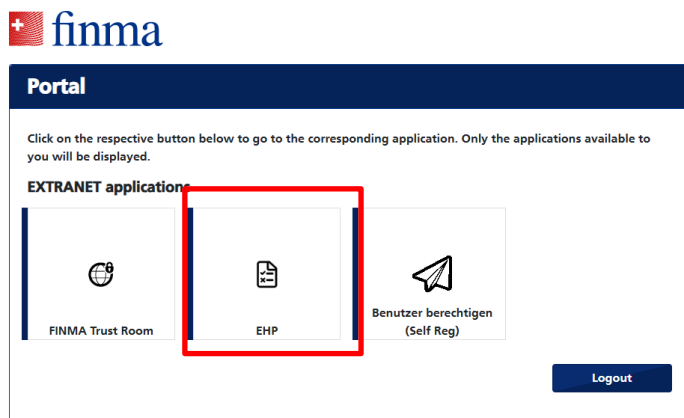 finma
Portal
Click on the respective button below to go to the corresponding application. Only the applications available to
you will be displayed.
EXTRANET applications
FINMA Trust Room
EHP
Benutzer berechtigen
(Self Reg)
Logout